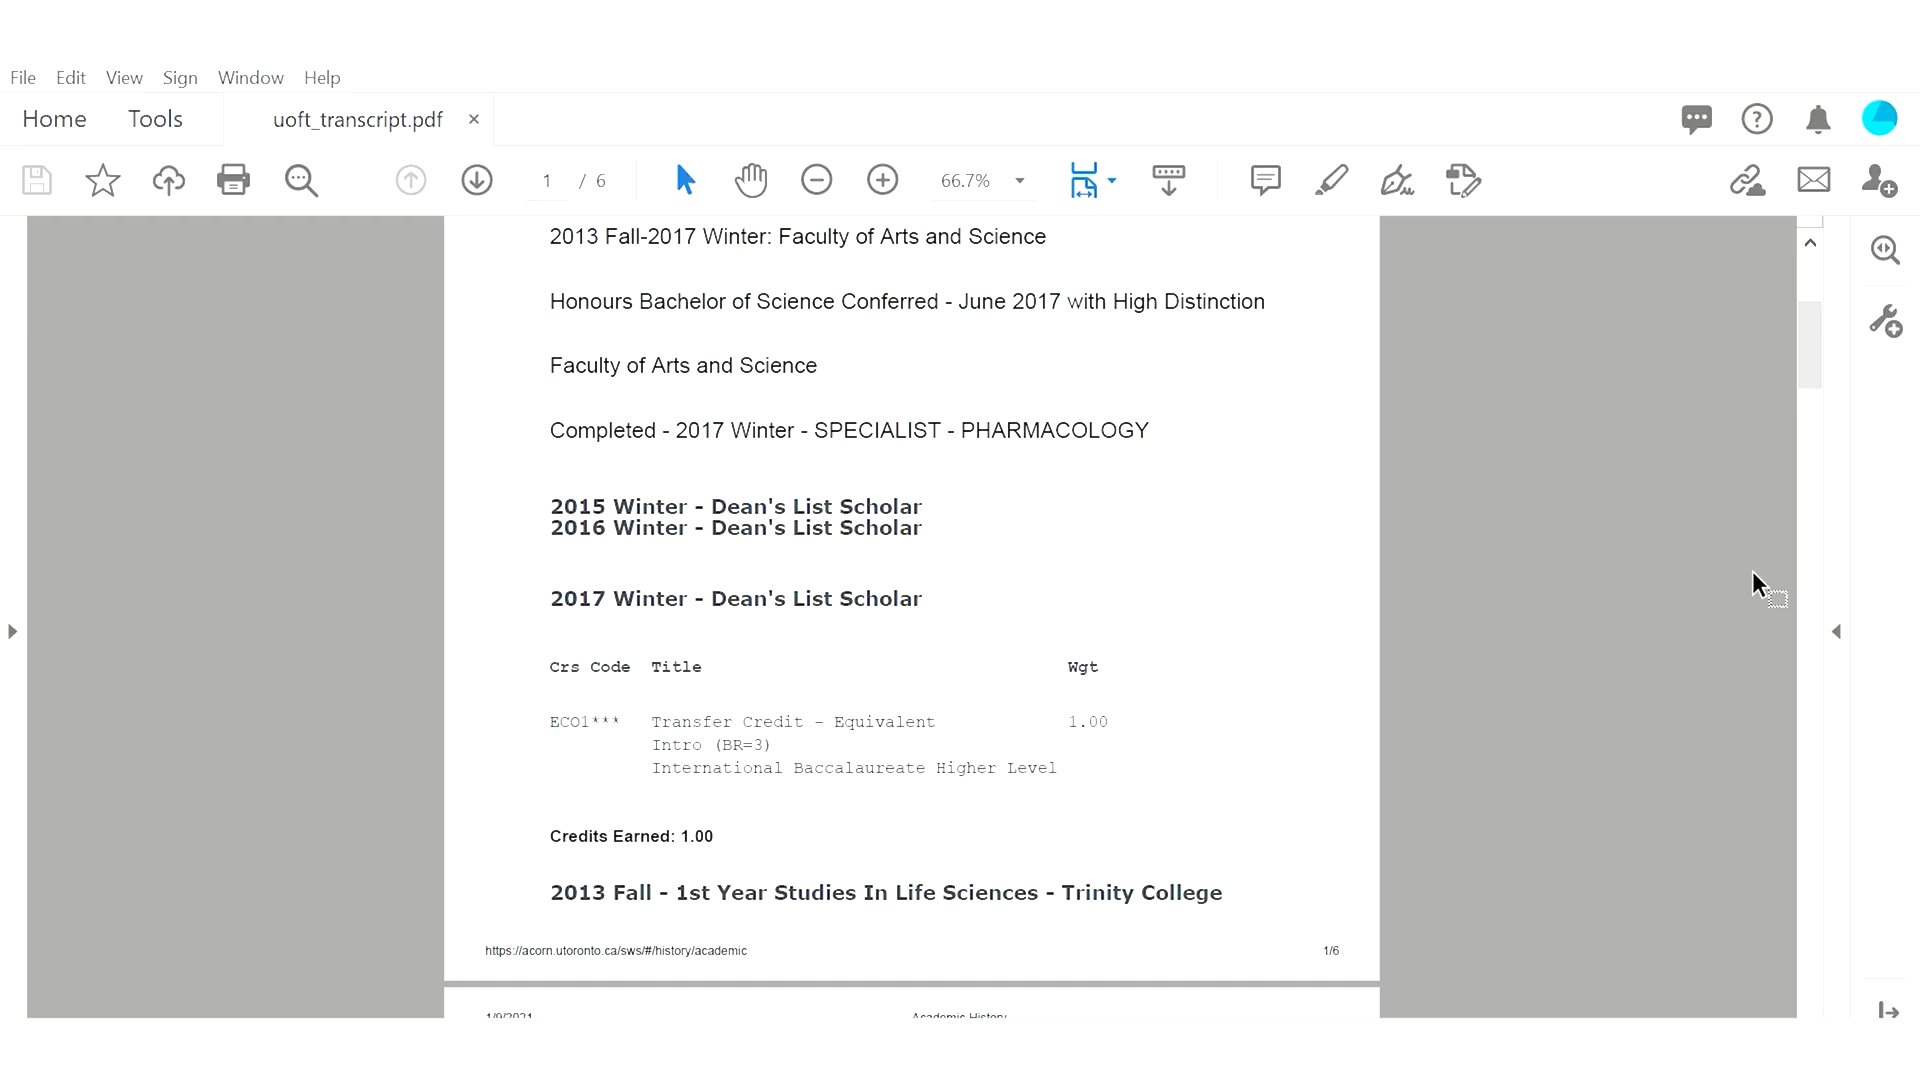 File Edit View Sign Window Help
Home Tools uoft_transcript.pdf ×
1 / 6 66.7%
2013 Fall-2017 Winter: Faculty of Arts and Science
Honours Bachelor of Science Conferred - June 2017 with High Distinction
Faculty of Arts and Science
Completed - 2017 Winter - SPECIALIST - PHARMACOLOGY
2015 Winter - Dean's List Scholar
2016 Winter - Dean's List Scholar
2017 Winter - Dean's List Scholar
Crs Code Title Wgt
ECO1*** Transfer Credit - Equivalent 1.00
Intro (BR=3)
International Baccalaureate Higher Level
Credits Earned: 1.00
2013 Fall - 1st Year Studies In Life Sciences - Trinity College
https://acorn.utoronto.ca/sws/#/history/academic 1/6
1/9/2021 Academic History